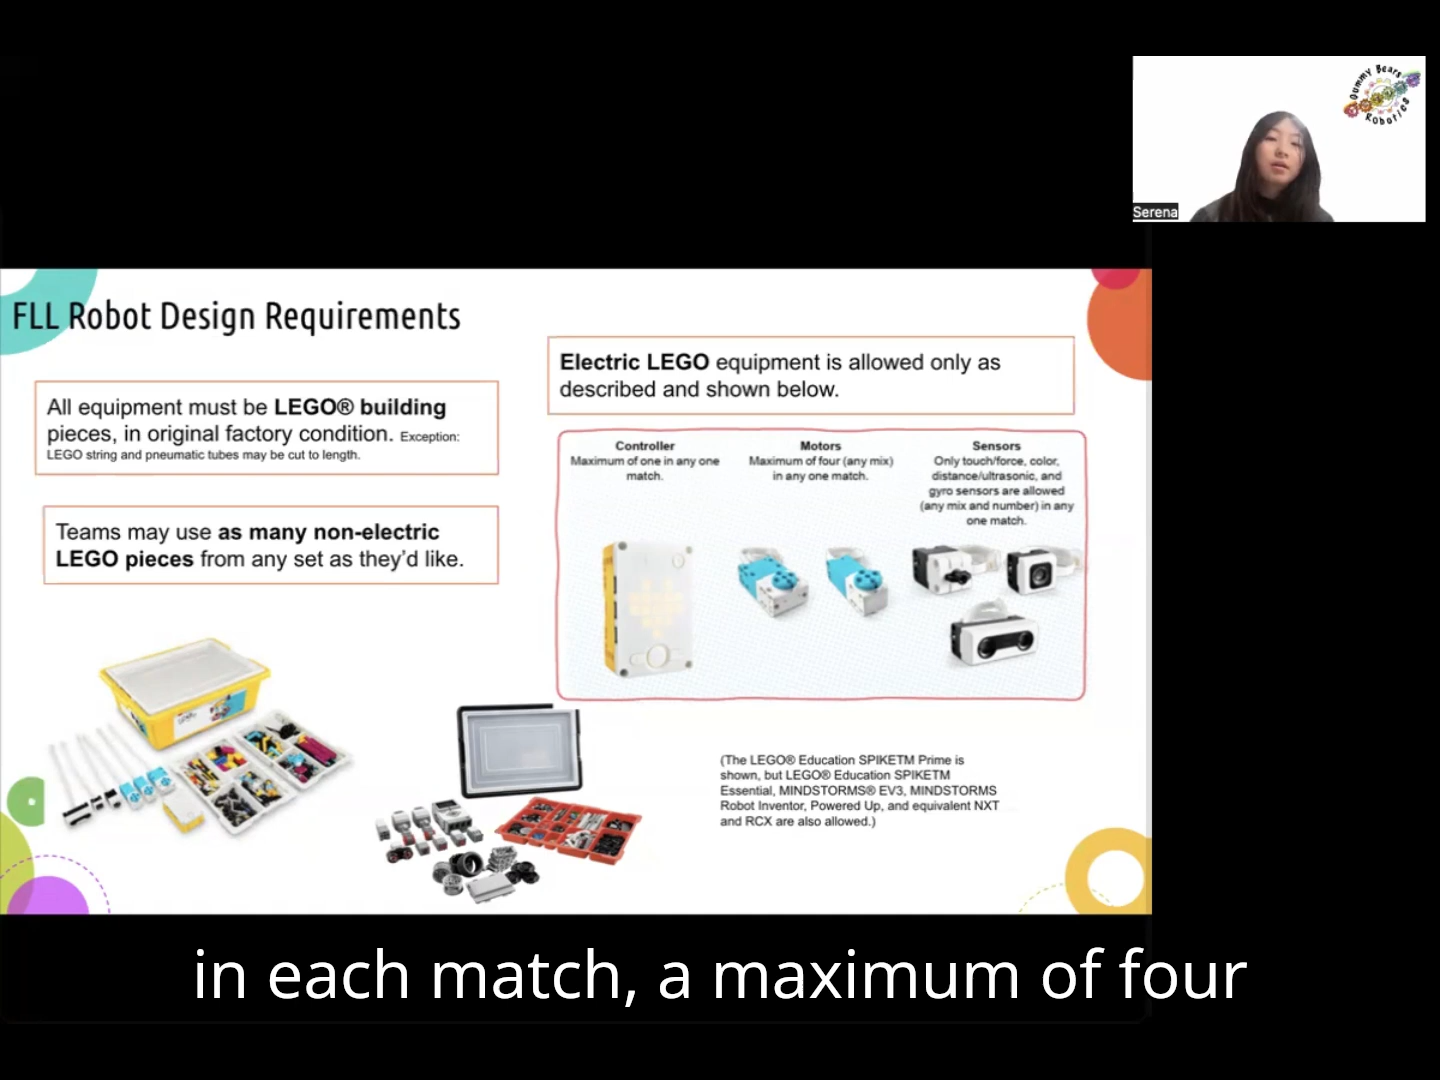 Gummy Bears
Robotics
Serena
FLL Robot Design Requirements
All equipment must be LEGO® building
pieces, in original factory condition. Exception:
LEGO string and pneumatic tubes may be cut to length.
Teams may use as many non-electric
LEGO pieces from any set as they’d like.
Electric LEGO equipment is allowed only as
described and shown below.
Controller
Maximum of one in any one
match.
Motors
Maximum of four (any mix)
in any one match.
Sensors
Only touch/force, color,
distance/ultrasonic, and
gyro sensors are allowed
(any mix and number) in any
one match.
(The LEGO® Education SPIKETM Prime is
shown, but LEGO® Education SPIKETM
Essential, MINDSTORMS® EV3, MINDSTORMS
Robot Inventor, Powered Up, and equivalent NXT
and RCX are also allowed.)
in each match, a maximum of four